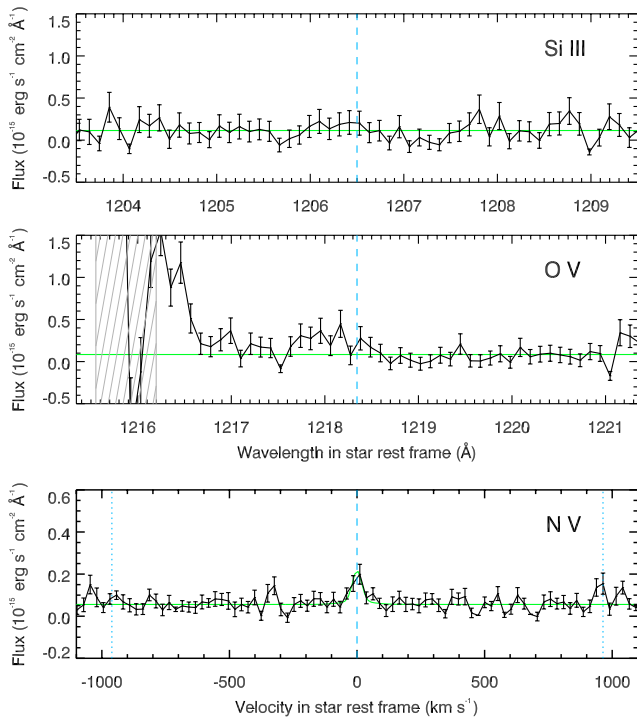 Si III
1.5
1.0
0.5
0.0
-0.5
Flux (10⁻¹⁵ erg s⁻¹ cm⁻² Å⁻¹)
1204 1205 1206 1207 1208 1209
O V
1.5
1.0
0.5
0.0
-0.5
Flux (10⁻¹⁵ erg s⁻¹ cm⁻² Å⁻¹)
1216 1217 1218 1219 1220 1221
Wavelength in star rest frame (Å)
N V
0.6
0.4
0.2
0.0
-0.2
Flux (10⁻¹⁵ erg s⁻¹ cm⁻² Å⁻¹)
-1000 -500 0 500 1000
Velocity in star rest frame (km s⁻¹)